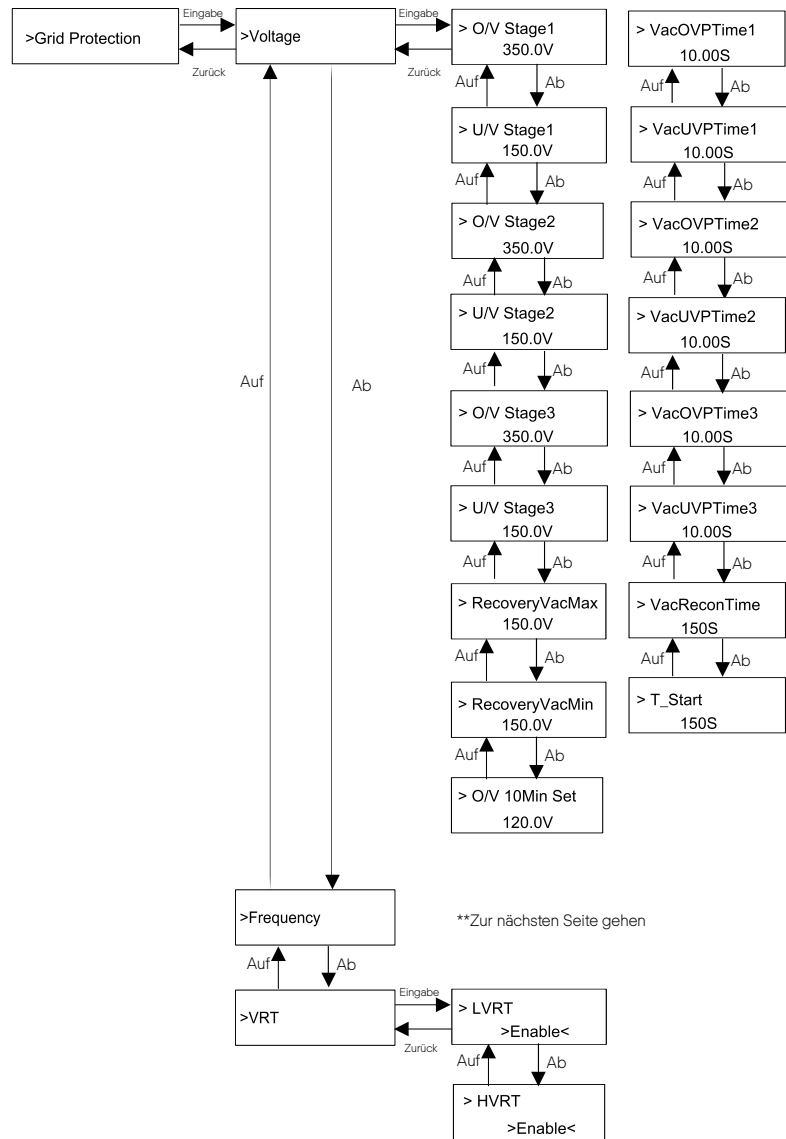 >Grid Protection
Eingabe
Zurück
>Voltage
Eingabe
Zurück
> O/V Stage1
350.0V
Auf
Ab
> U/V Stage1
150.0V
Auf
Ab
> O/V Stage2
350.0V
Auf
Ab
> U/V Stage2
150.0V
Auf
Ab
> O/V Stage3
350.0V
Auf
Ab
> U/V Stage3
150.0V
Auf
Ab
> RecoveryVacMax
150.0V
Auf
Ab
> RecoveryVacMin
150.0V
Auf
Ab
> O/V 10Min Set
120.0V
> VacOVPTime1
10.00S
Auf
Ab
> VacUVPTime1
10.00S
Auf
Ab
> VacOVPTime2
10.00S
Auf
Ab
> VacUVPTime2
10.00S
Auf
Ab
> VacOVPTime3
10.00S
Auf
Ab
> VacUVPTime3
10.00S
Auf
Ab
> VacReconTime
150S
Auf
Ab
> T_Start
150S
Auf
Ab
>Frequency
**Zur nächsten Seite gehen
Auf
Ab
>VRT
Eingabe
Zurück
> LVRT
>Enable<
Auf
Ab
> HVRT
>Enable<